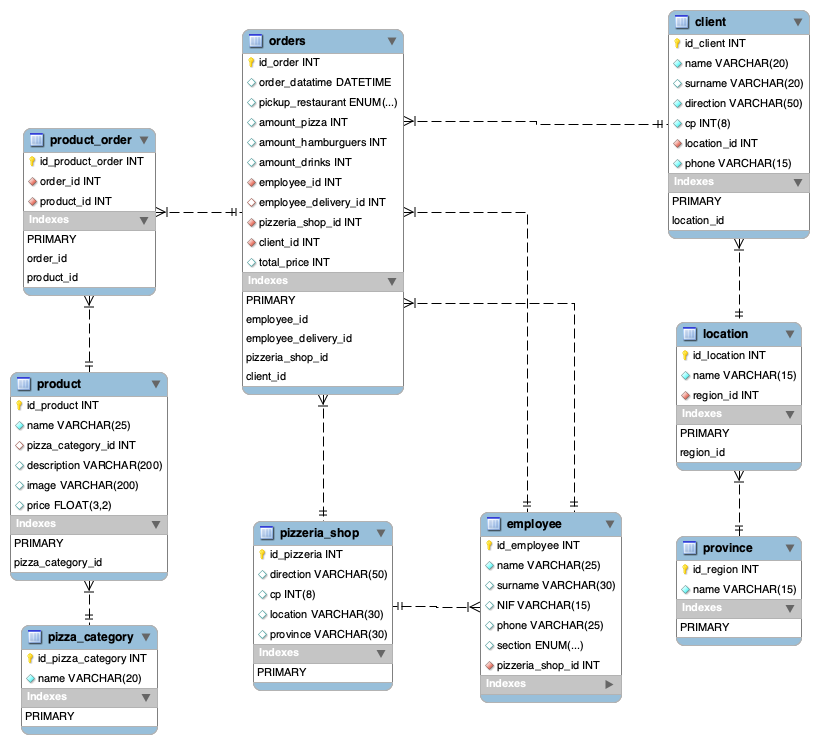 orders
id_order INT
order_datatime DATETIME
pickup_restaurant ENUM(...)
amount_pizza INT
amount_hamburguers INT
amount_drinks INT
employee_id INT
employee_delivery_id INT
pizzeria_shop_id INT
client_id INT
total_price INT
Indexes
PRIMARY
employee_id
employee_delivery_id
pizzeria_shop_id
client_id
client
id_client INT
name VARCHAR(20)
surname VARCHAR(20)
direction VARCHAR(50)
cp INT(8)
location_id INT
phone VARCHAR(15)
Indexes
PRIMARY
location_id
product_order
id_product_order INT
order_id INT
product_id INT
Indexes
PRIMARY
order_id
product_id
location
id_location INT
name VARCHAR(15)
region_id INT
Indexes
PRIMARY
region_id
product
id_product INT
name VARCHAR(25)
pizza_category_id INT
description VARCHAR(200)
image VARCHAR(200)
price FLOAT(3,2)
Indexes
PRIMARY
pizza_category_id
pizzeria_shop
id_pizzeria INT
direction VARCHAR(50)
cp INT(8)
location VARCHAR(30)
province VARCHAR(30)
Indexes
PRIMARY
employee
id_employee INT
name VARCHAR(25)
surname VARCHAR(30)
NIF VARCHAR(15)
phone VARCHAR(25)
section ENUM(...)
pizzeria_shop_id INT
Indexes
province
id_region INT
name VARCHAR(15)
Indexes
PRIMARY
pizza_category
id_pizza_category INT
name VARCHAR(20)
Indexes
PRIMARY